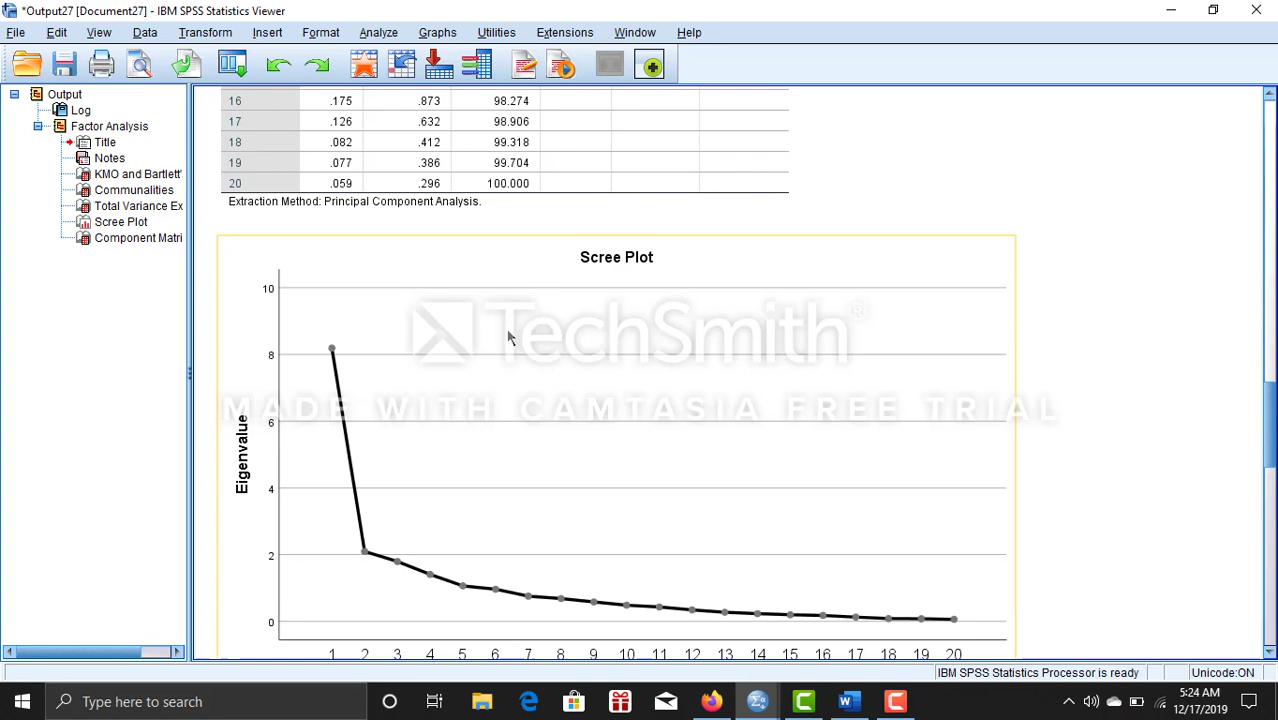 *Output27 [Document27] - IBM SPSS Statistics Viewer
File Edit View Data Transform Insert Format Analyze Graphs Utilities Extensions Window Help
Output
Log
Factor Analysis
Title
Notes
KMO and Bartlett'
Communalities
Total Variance Ex
Scree Plot
Component Matri
16 .175 .873 98.274
17 .126 .632 98.906
18 .082 .412 99.318
19 .077 .386 99.704
20 .059 .296 100.000
Extraction Method: Principal Component Analysis.
Scree Plot
10
8
6
4
2
0
Eigenvalue
1 2 3 4 5 6 7 8 9 10 11 12 13 14 15 16 17 18 19 20
TechSmith®
MADE WITH CAMTASIA FREE TRIAL
IBM SPSS Statistics Processor is ready Unicode:ON
Type here to search
5:24 AM
12/17/2019